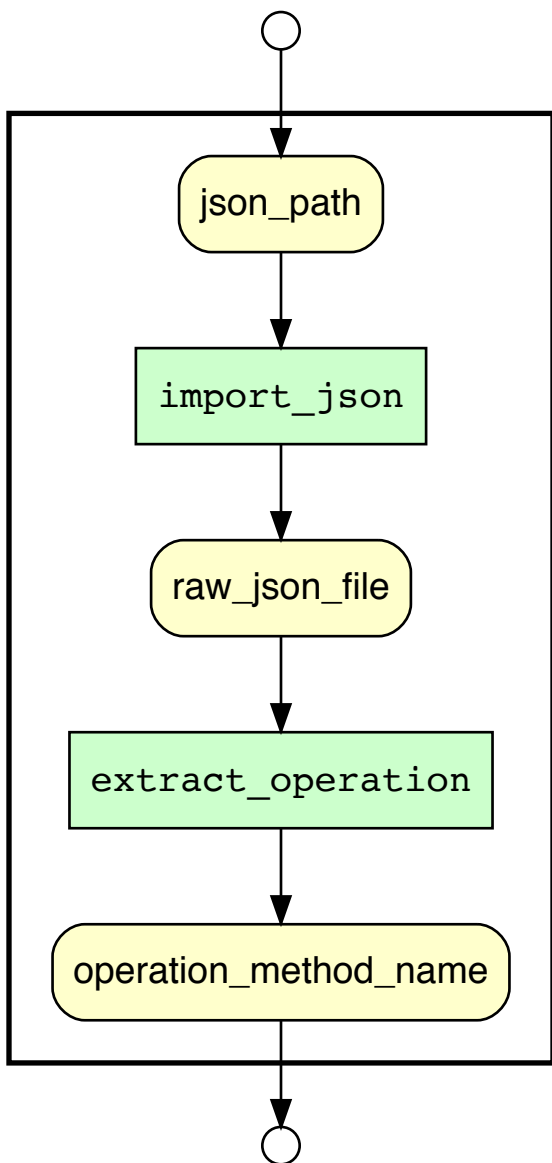 json_path
import_json
raw_json_file
extract_operation
operation_method_name